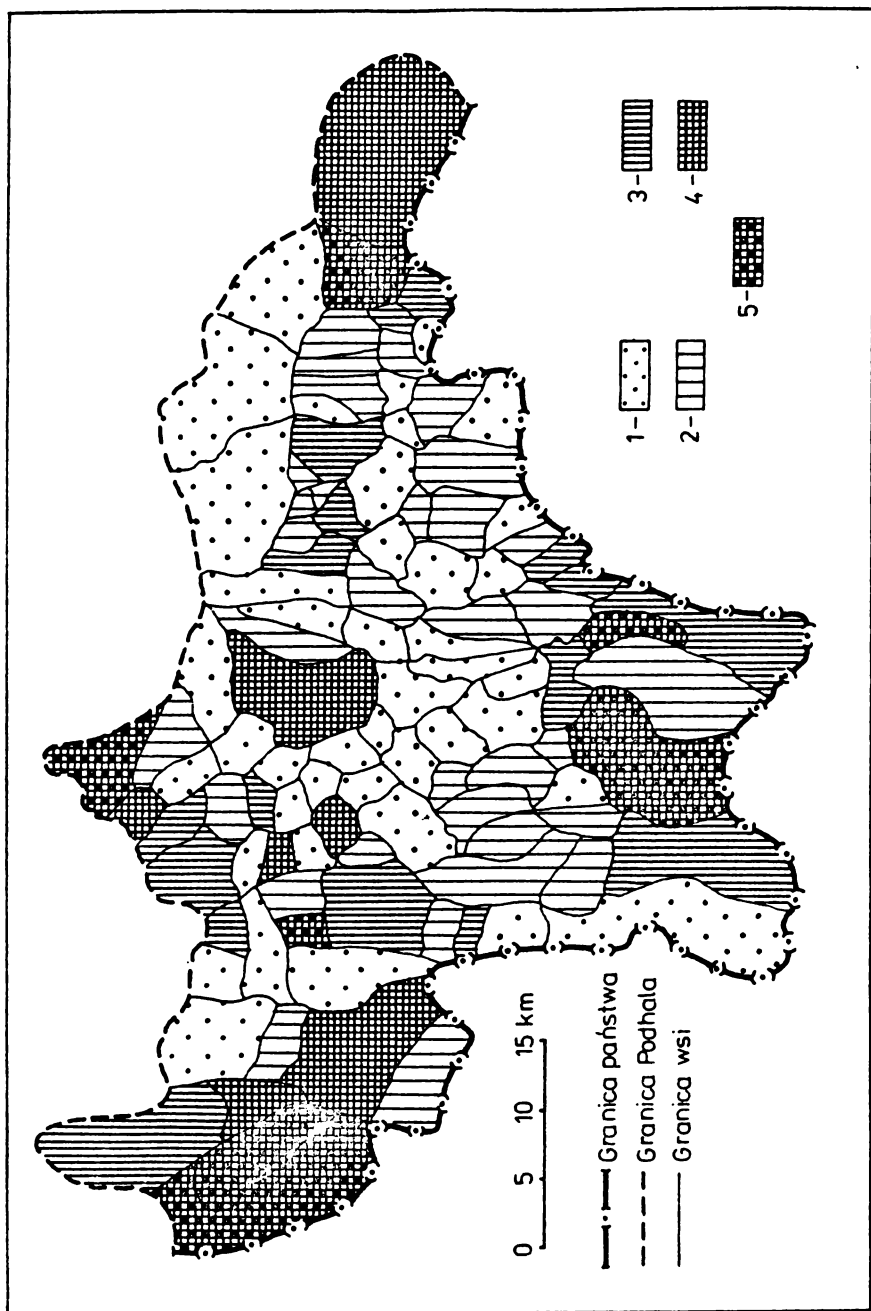 0 5 10 15 km
Granica państwa
Granica Podhala
Granica wsi
1-
2-
3-
4-
5-